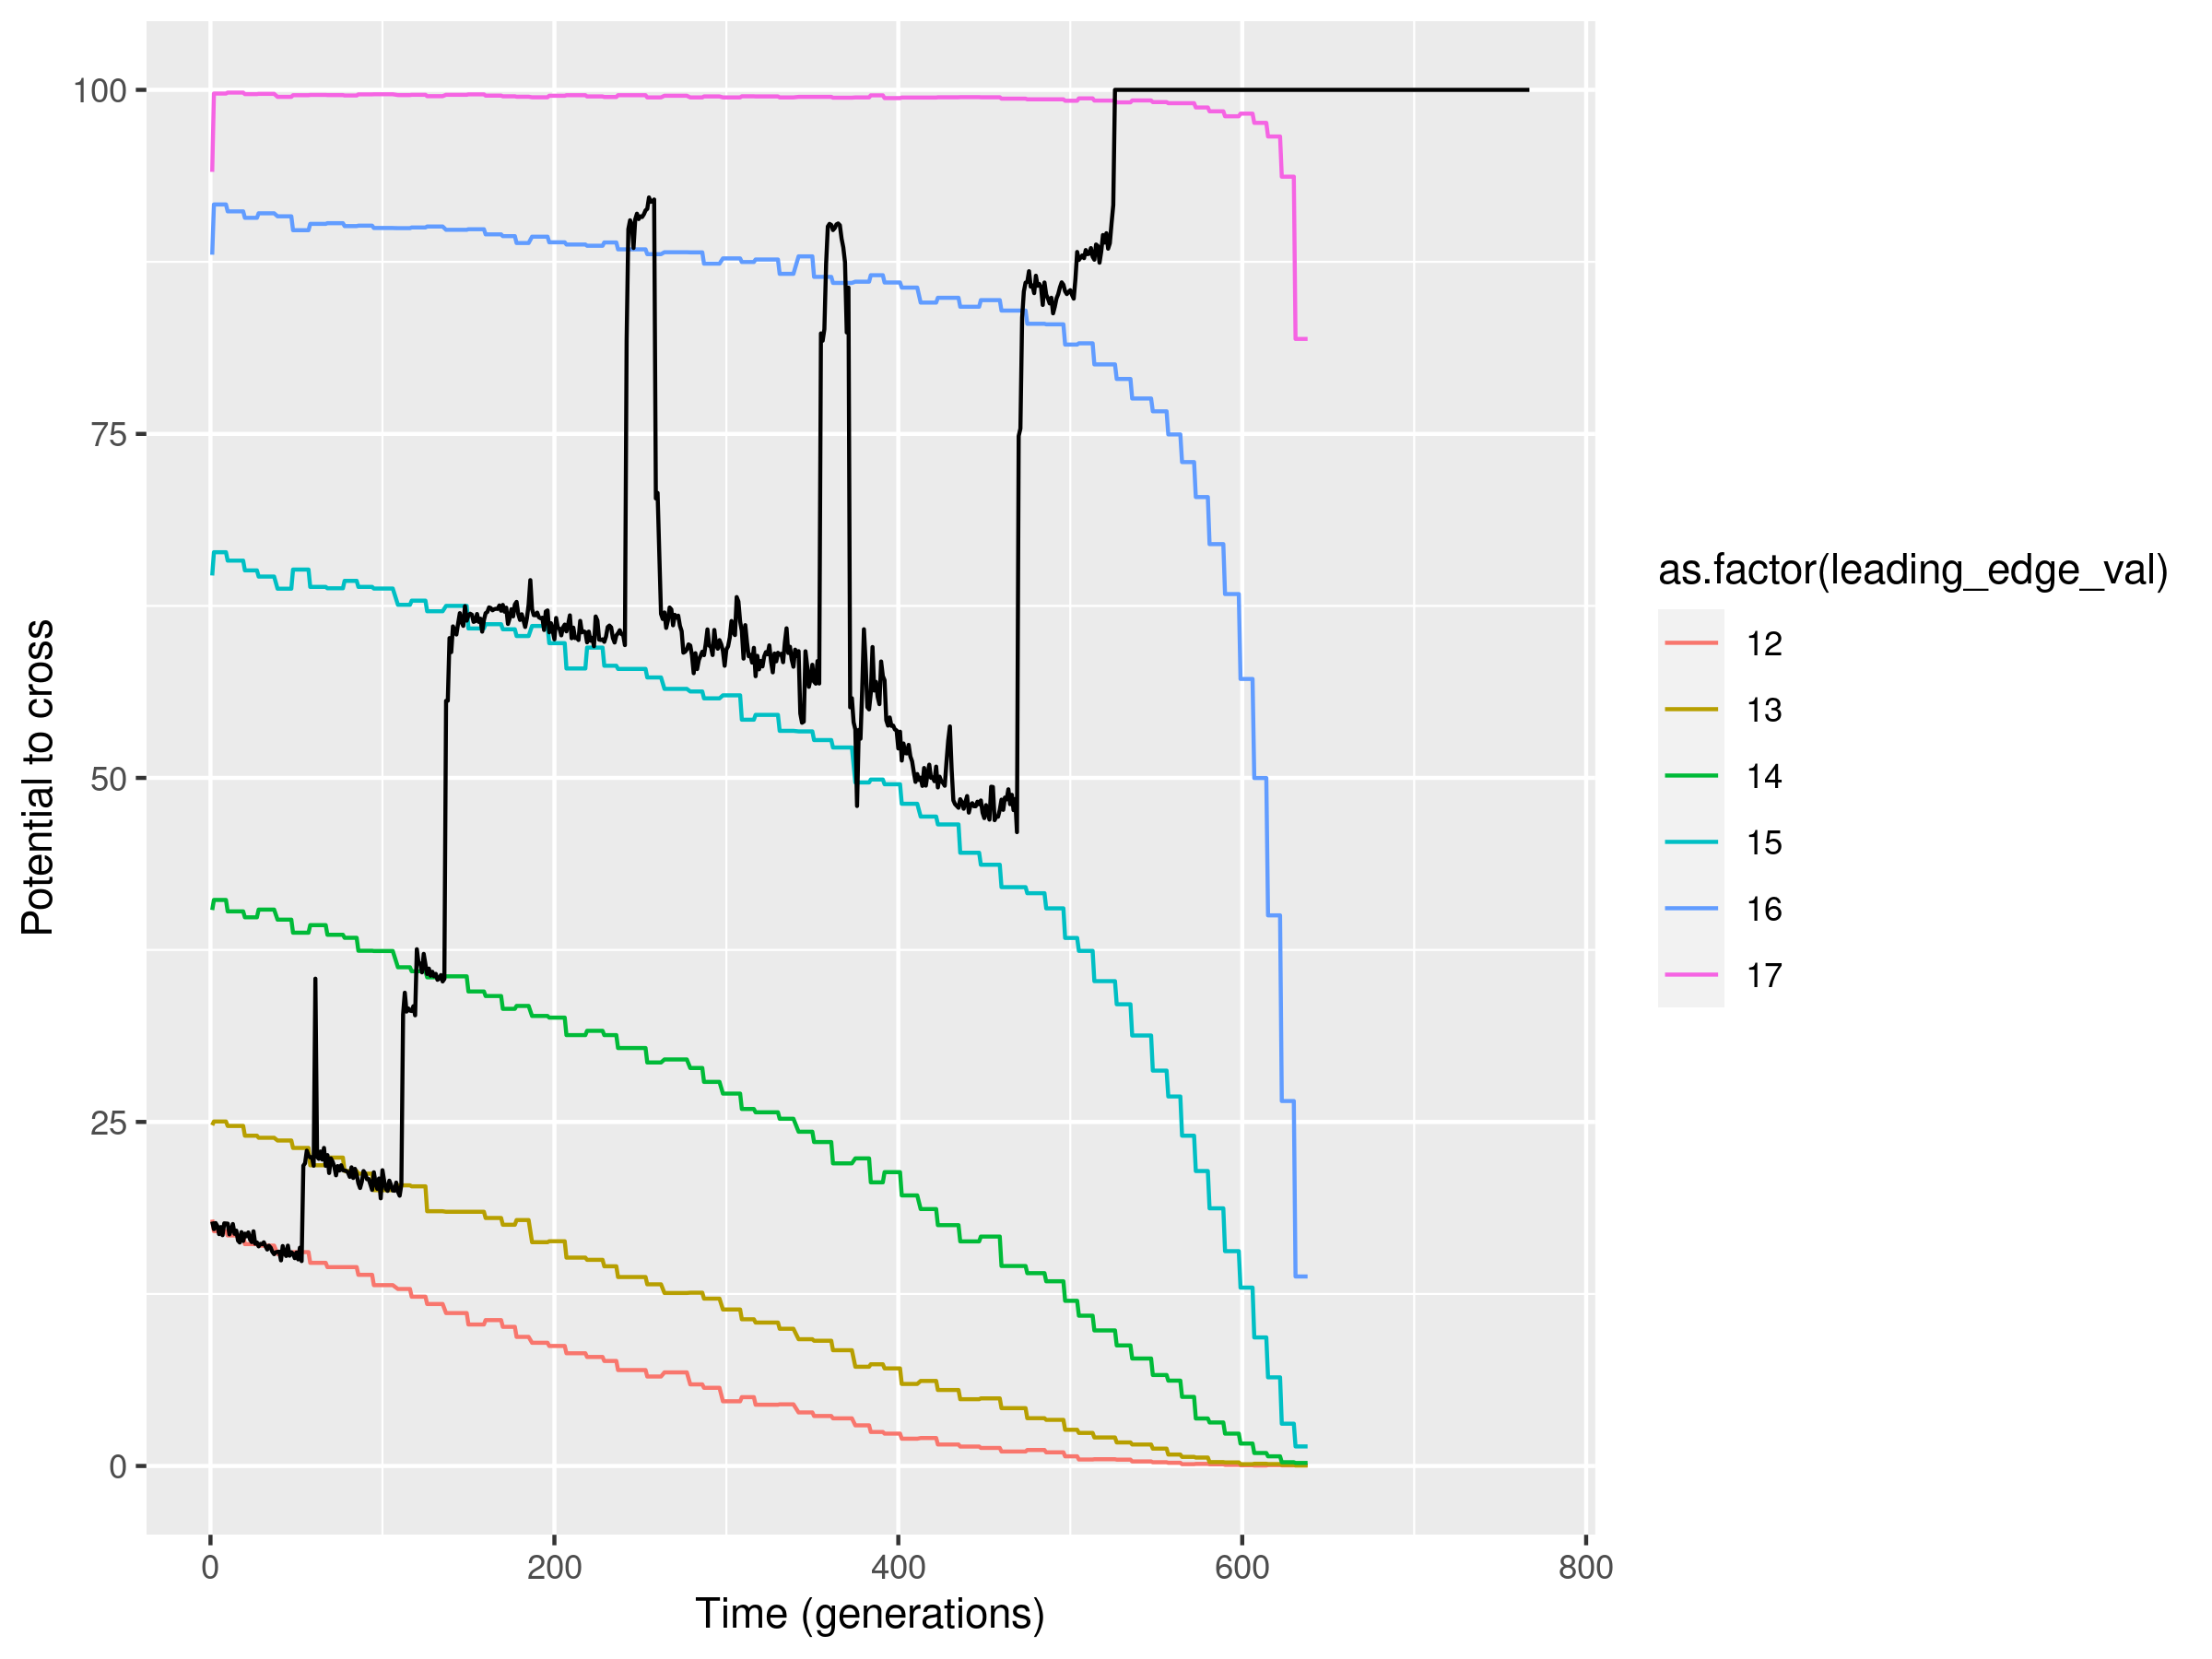 Potential to cross
100
75
50
25
0
0 200 400 600 800
Time (generations)
as.factor(leading_edge_val)
12
13
14
15
16
17